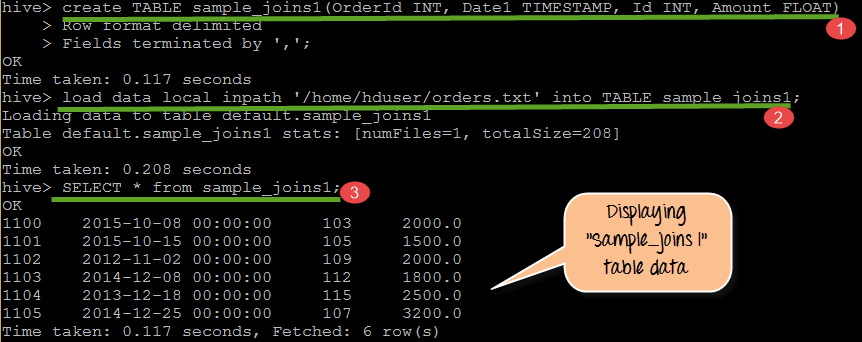 hive> create TABLE sample_joins1(OrderId INT, Date1 TIMESTAMP, Id INT, Amount FLOAT)
1
> Row format delimited
> Fields terminated by ',';
OK
Time taken: 0.117 seconds
hive> load data local inpath '/home/hduser/orders.txt' into TABLE sample_joins1;
2
Loading data to table default.sample_joins1
Table default.sample_joins1 stats: [numFiles=1, totalSize=208]
OK
Time taken: 0.208 seconds
hive> SELECT * from sample_joins1;
3
OK
1100 2015-10-08 00:00:00 103 2000.0
1101 2015-10-15 00:00:00 105 1500.0
1102 2012-11-02 00:00:00 109 2000.0
1103 2014-12-08 00:00:00 112 1800.0
1104 2013-12-18 00:00:00 115 2500.0
1105 2014-12-25 00:00:00 107 3200.0
Time taken: 0.117 seconds, Fetched: 6 row(s)
Displaying
"Sample_joins 1"
table data